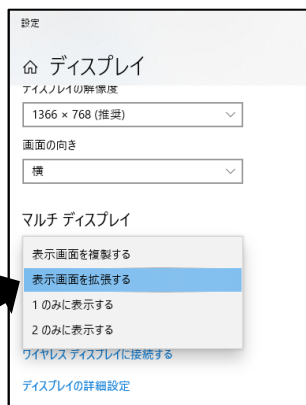 設定
ディスプレイ
ディスプレイの解像度
1366 × 768 (推奨)
画面の向き
横
マルチ ディスプレイ
表示画面を複製する
表示画面を拡張する
1 のみに表示する
2 のみに表示する
ワイヤレス ディスプレイに接続する
ディスプレイの詳細設定